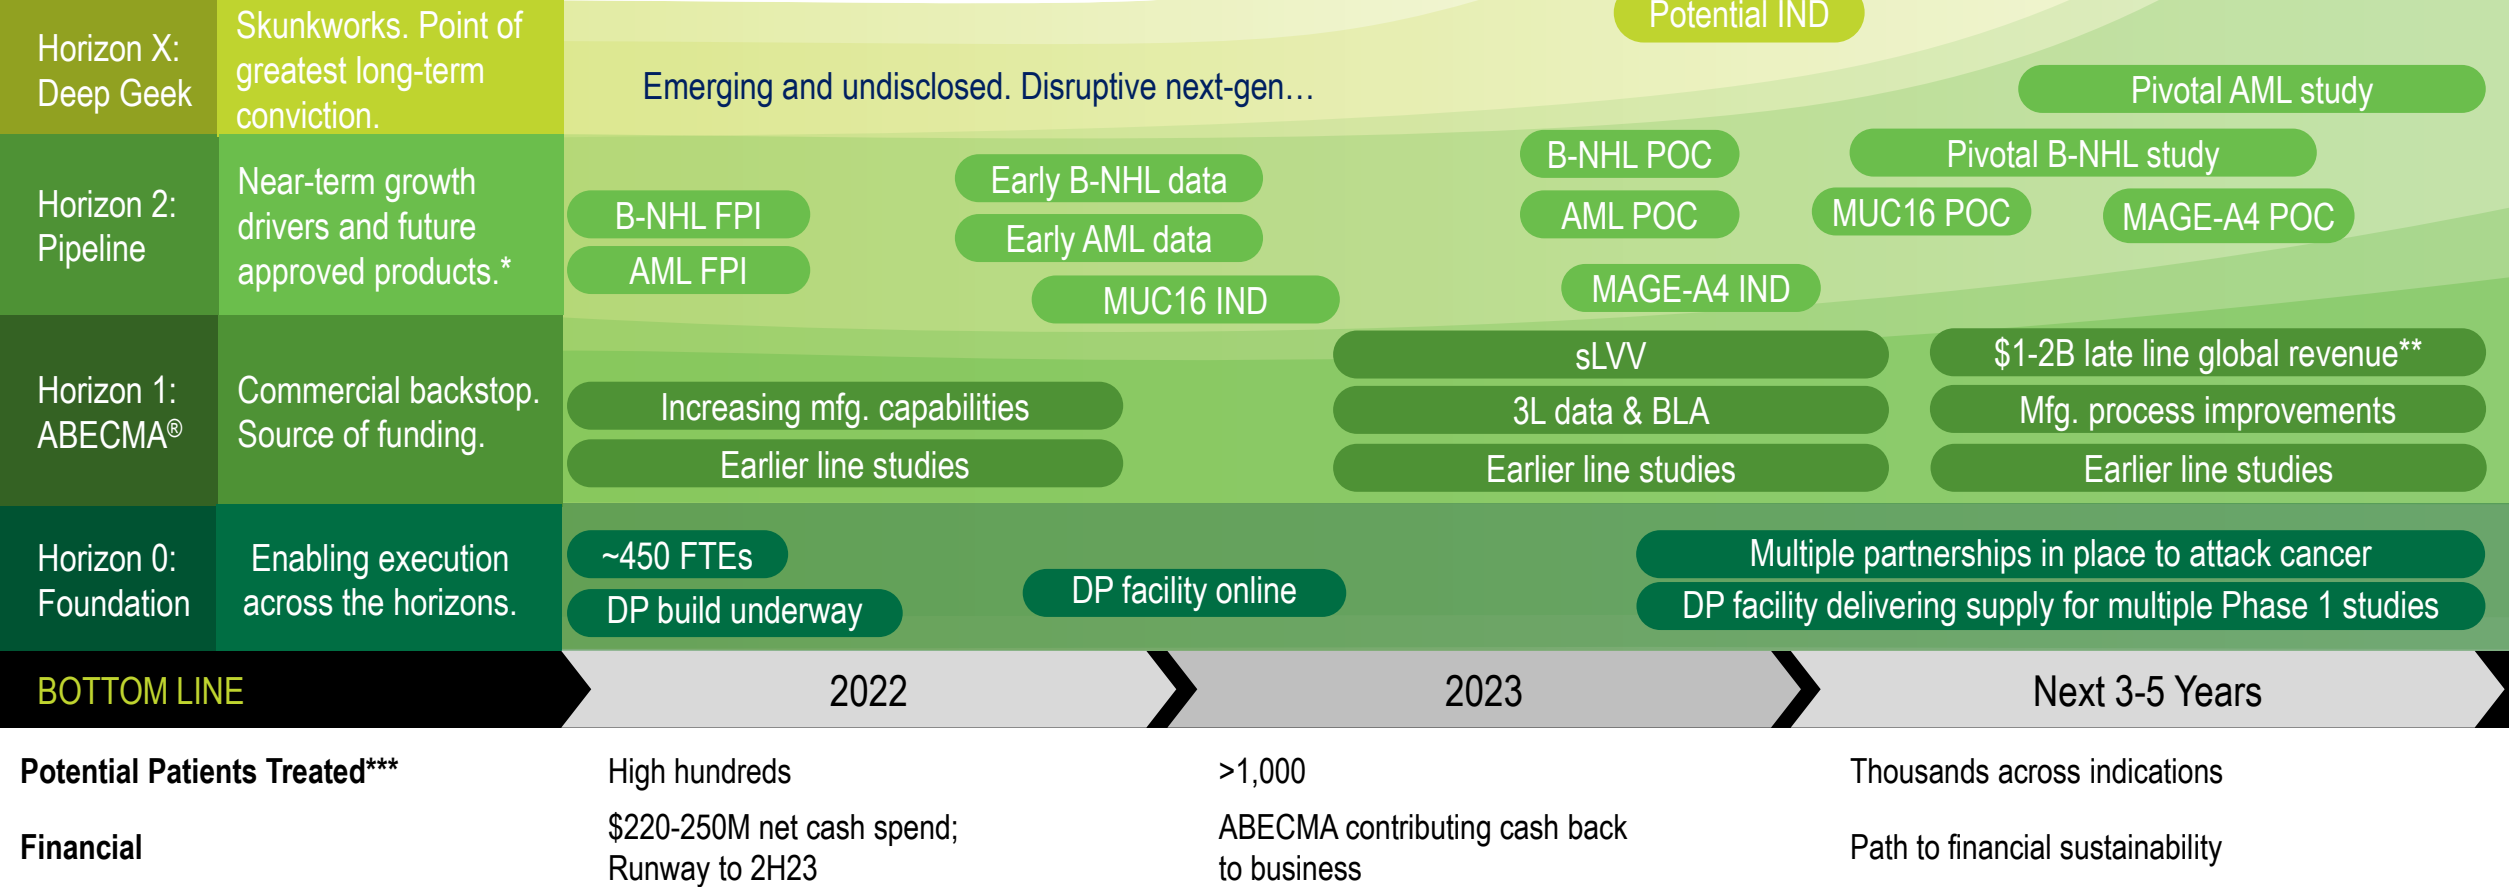 Horizon X:
Deep Geek
Skunkworks. Point of
greatest long-term
conviction.
Potential IND
Emerging and undisclosed. Disruptive next-gen…
Pivotal AML study
Horizon 2:
Pipeline
Near-term growth
drivers and future
approved products.*
B-NHL FPI
AML FPI
Early B-NHL data
Early AML data
MUC16 IND
B-NHL POC
AML POC
MAGE-A4 IND
Pivotal B-NHL study
MUC16 POC
MAGE-A4 POC
Horizon 1:
ABECMA®
Commercial backstop.
Source of funding.
Increasing mfg. capabilities
Earlier line studies
sLVV
3L data & BLA
Earlier line studies
$1-2B late line global revenue**
Mfg. process improvements
Earlier line studies
Horizon 0:
Foundation
Enabling execution
across the horizons.
~450 FTEs
DP build underway
DP facility online
Multiple partnerships in place to attack cancer
DP facility delivering supply for multiple Phase 1 studies
BOTTOM LINE
2022
2023
Next 3-5 Years
Potential Patients Treated***
High hundreds
>1,000
Thousands across indications
Financial
$220-250M net cash spend;
Runway to 2H23
ABECMA contributing cash back
to business
Path to financial sustainability